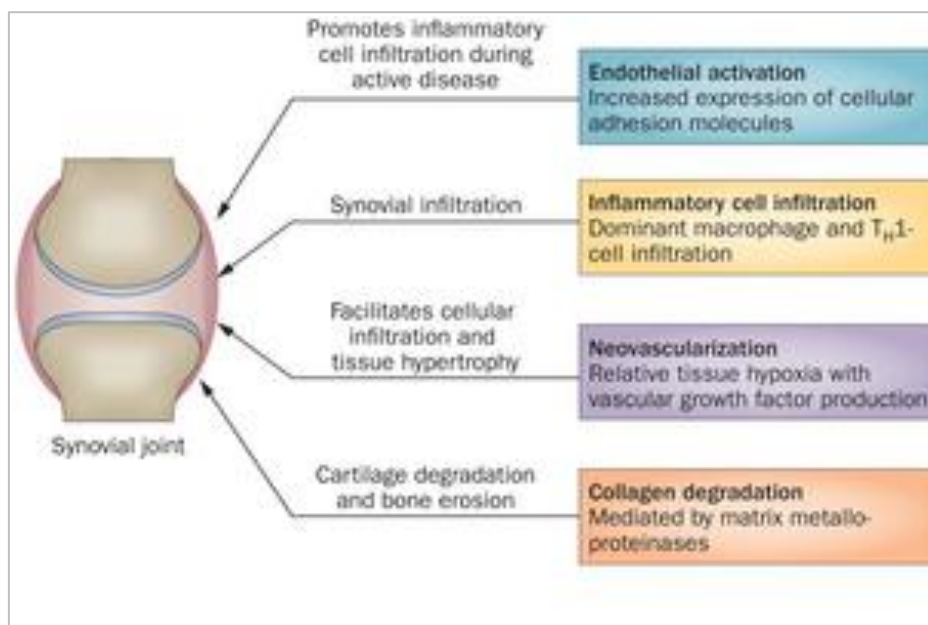 Promotes inflammatory
cell infiltration during
active disease
Endothelial activation
Increased expression of cellular
adhesion molecules
Synovial infiltration
Inflammatory cell infiltration
Dominant macrophage and TH1-
cell infiltration
Facilitates cellular
infiltration and
tissue hypertrophy
Neovascularization
Relative tissue hypoxia with
vascular growth factor production
Synovial joint
Cartilage degradation
and bone erosion
Collagen degradation
Mediated by matrix metallo-
proteinases